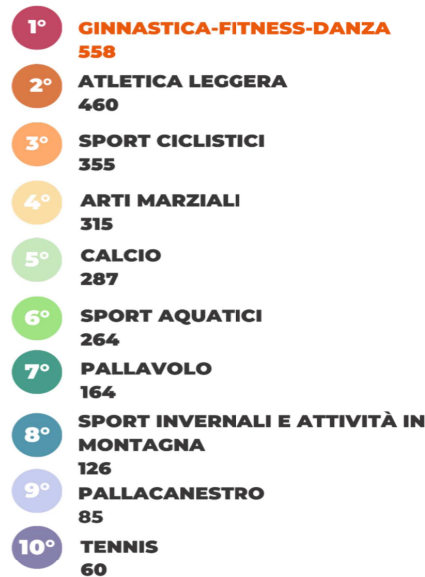 1°
GINNASTICA-FITNESS-DANZA
558
2°
ATLETICA LEGGERA
460
3°
SPORT CICLISTICI
355
4°
ARTI MARZIALI
315
5°
CALCIO
287
6°
SPORT AQUATICI
264
7°
PALLAVOLO
164
8°
SPORT INVERNALI E ATTIVITÀ IN
MONTAGNA
126
9°
PALLACANESTRO
85
10°
TENNIS
60